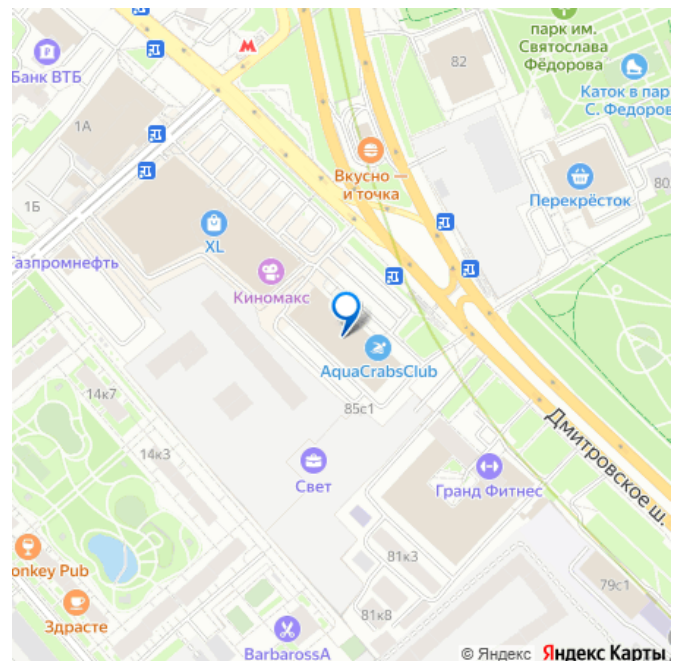 парк им.
Святослава
Фёдорова
82
Банк ВТБ
Каток в пар
С. Федоров
1А
Вкусно —
и точка
Перекрёсток
80
1Б
XL
Газпромнефть
Киномакс
AquaCrabsClub
14к7
85с1
Дмитровское ш.
14к3
Свет
Гранд Фитнес
81к3
onkey Pub
79с1
81к8
Здрасте
BarbarossA
© Яндекс Яндекс Карты